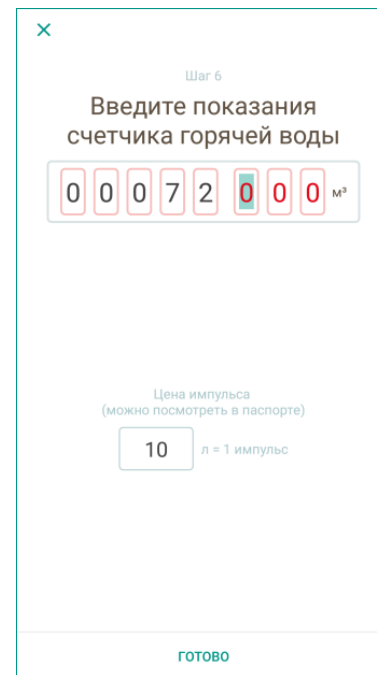 ×
Шаг 6
Введите показания
счетчика горячей воды
0 0 0 7 2 0 0 0 м³
Цена импульса
(можно посмотреть в паспорте)
10 л = 1 импульс
ГОТОВО